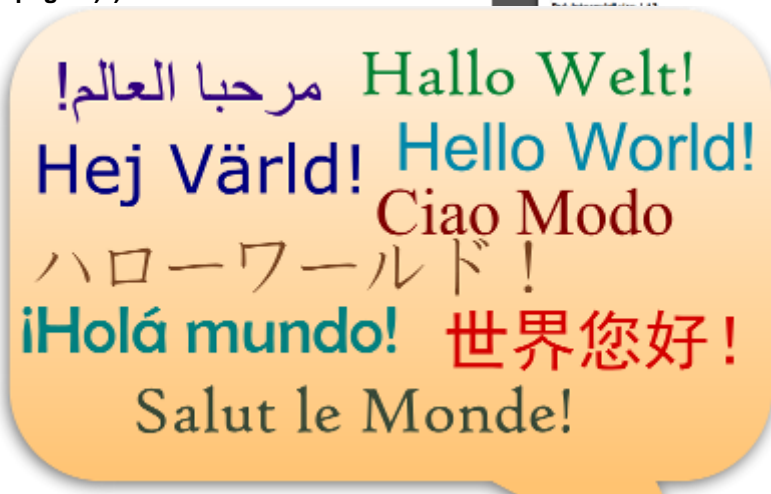 مرحبا العالم!
Hallo Welt!
Hej Värld!
Hello World!
Ciao Modo
ハローワールド！
¡Holá mundo!
世界您好！
Salut le Monde!